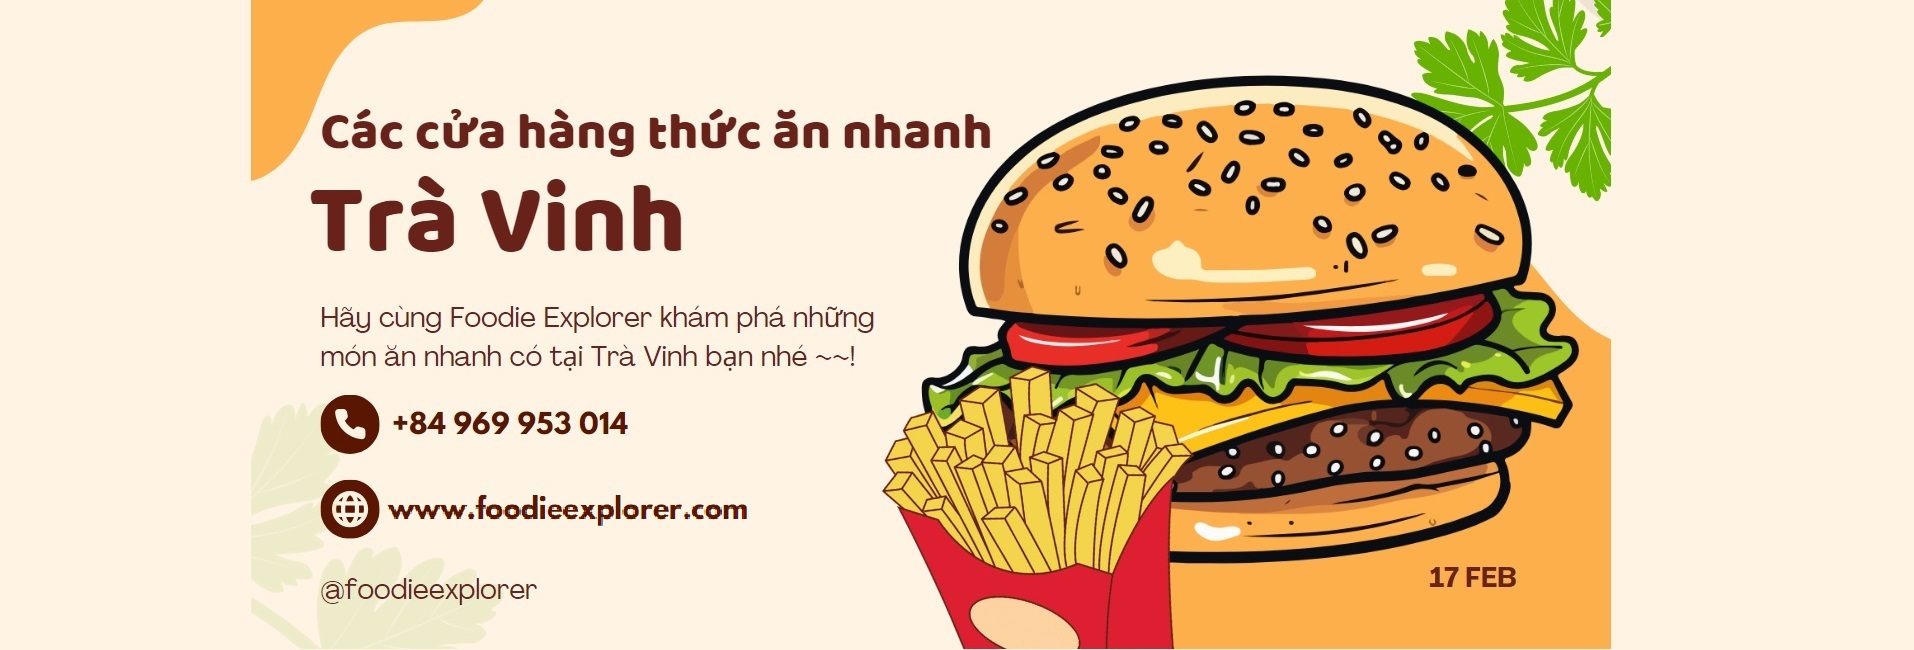 Các cửa hàng thức ăn nhanh
Trà Vinh
Hãy cùng Foodie Explorer khám phá những
món ăn nhanh có tại Trà Vinh bạn nhé ~~!
+84 969 953 014
www.foodieexplorer.com
@foodieexplorer
17 FEB